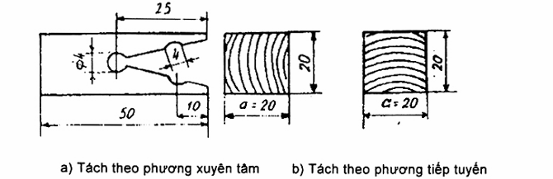 25
φ4
4
20
20
10
50
a = 20
a = 20
a) Tách theo phương xuyên tâm
b) Tách theo phương tiếp tuyến